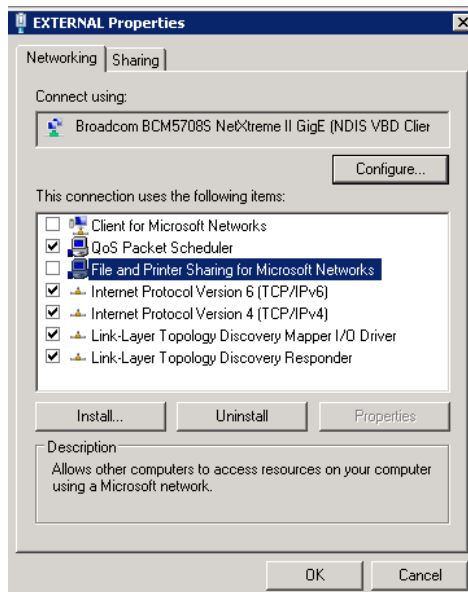 EXTERNAL Properties
Networking
Sharing
Connect using:
Broadcom BCM5708S NetXtreme II GigE (NDIS VBD Clier
Configure...
This connection uses the following items:
Client for Microsoft Networks
QoS Packet Scheduler
File and Printer Sharing for Microsoft Networks
Internet Protocol Version 6 (TCP/IPv6)
Internet Protocol Version 4 (TCP/IPv4)
Link-Layer Topology Discovery Mapper I/O Driver
Link-Layer Topology Discovery Responder
Install...
Uninstall
Properties
Description
Allows other computers to access resources on your computer
using a Microsoft network.
OK
Cancel